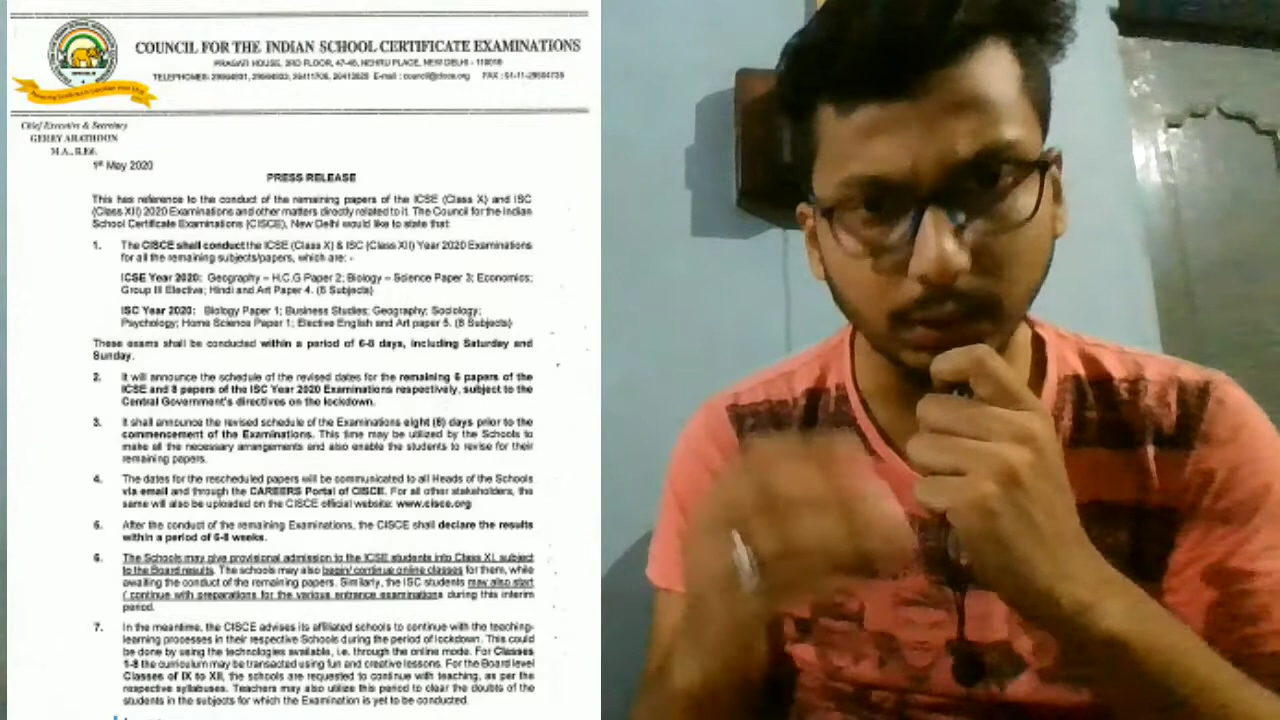 COUNCIL FOR THE INDIAN SCHOOL CERTIFICATE EXAMINATIONS
PRAGATI HOUSE, 3RD FLOOR, 47-48, NEHRU PLACE, NEW DELHI - 110019
TELEPHONES: E-mail : council@cisce.org FAX :
Chief Executive & Secretary
GERRY ARATHOON
M.A., B.Ed.
1st May 2020
PRESS RELEASE
This has reference to the conduct of the remaining papers of the ICSE (Class X) and ISC
(Class XII) 2020 Examinations and other matters directly related to it. The Council for the Indian
School Certificate Examinations (CISCE), New Delhi would like to state that:
1. The CISCE shall conduct the ICSE (Class X) & ISC (Class XII) Year 2020 Examinations
for all the remaining subjects/papers, which are: -
ICSE Year 2020: Geography – H.C.G Paper 2; Biology – Science Paper 3; Economics;
Group III Elective; Hindi and Art Paper 4. (6 Subjects)
ISC Year 2020: Biology Paper 1; Business Studies; Geography; Sociology;
Psychology; Home Science Paper 1; Elective English and Art paper 5. (8 Subjects)
These exams shall be conducted within a period of 6-8 days, including Saturday and
Sunday.
2. It will announce the schedule of the revised dates for the remaining 6 papers of the
ICSE and 8 papers of the ISC Year 2020 Examinations respectively, subject to the
Central Government's directives on the lockdown.
3. It shall announce the revised schedule of the Examinations eight (8) days prior to the
commencement of the Examinations. This time may be utilized by the Schools to
make all the necessary arrangements and also enable the students to revise for their
remaining papers.
4. The dates for the rescheduled papers will be communicated to all Heads of the Schools
via email and through the CAREERS Portal of CISCE. For all other stakeholders, the
same will also be uploaded on the CISCE official website: www.cisce.org
5. After the conduct of the remaining Examinations, the CISCE shall declare the results
within a period of 6-8 weeks.
6. The Schools may give provisional admission to the ICSE students into Class XI, subject
to the Board results. The schools may also begin/ continue online classes for them, while
awaiting the conduct of the remaining papers. Similarly, the ISC students may also start
/ continue with preparations for the various entrance examinations during this interim
period.
7. In the meantime, the CISCE advises its affiliated schools to continue with the teaching-
learning processes in their respective Schools during the period of lockdown. This could
be done by using the technologies available, i.e. through the online mode. For Classes
1-8 the curriculum may be transacted using fun and creative lessons. For the Board level
Classes of IX to XII, the schools are requested to continue with teaching, as per the
respective syllabuses. Teachers may also utilize this period to clear the doubts of the
students in the subjects for which the Examination is yet to be conducted.